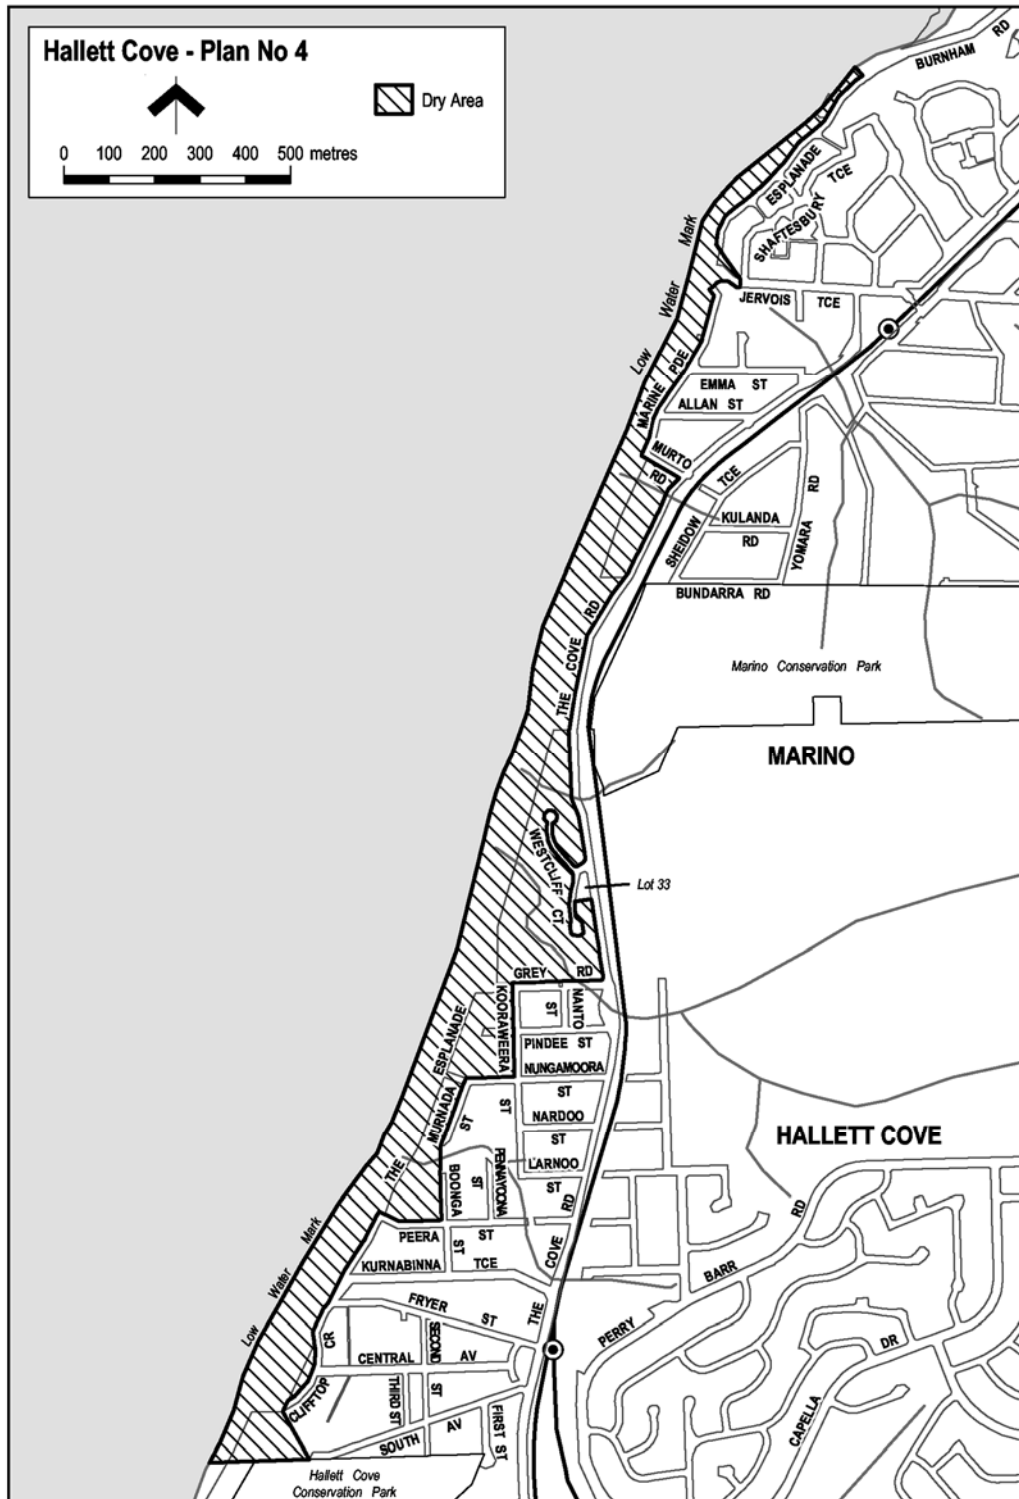 Hallett Cove - Plan No 4
Dry Area
0 100 200 300 400 500 metres
BURNHAM RD
ESPLANADE
TCE
SHAFTESBURY
Low Water Mark
JERVOIS TCE
MARINE PDE
EMMA ST
ALLAN ST
MURTO RD
TCE
SHEIDOW
KULANDA
RD
YOMARA RD
BUNDARRA RD
THE COVE RD
Marino Conservation Park
MARINO
WESTCLIFF CT
Lot 33
GREY RD
KOORAWEERA
ST
NANTO
ST
PINDEE ST
NUNGAMOORA
ST
NARDOO
ST
LARNOO
ST
THE
ESPLANADE
MURNADA
ST
BOONGA
ST
PENNAYOONA
ST
HALLETT COVE
PEERA ST
KURNABINNA TCE
THE COVE RD
FRYER ST
Low Water Mark
CLIFFTOP CR
CENTRAL AV
SECOND
ST
THIRD ST
SOUTH AV
FIRST ST
PERRY BARR RD
CAPELLA DR
Hallett Cove
Conservation Park